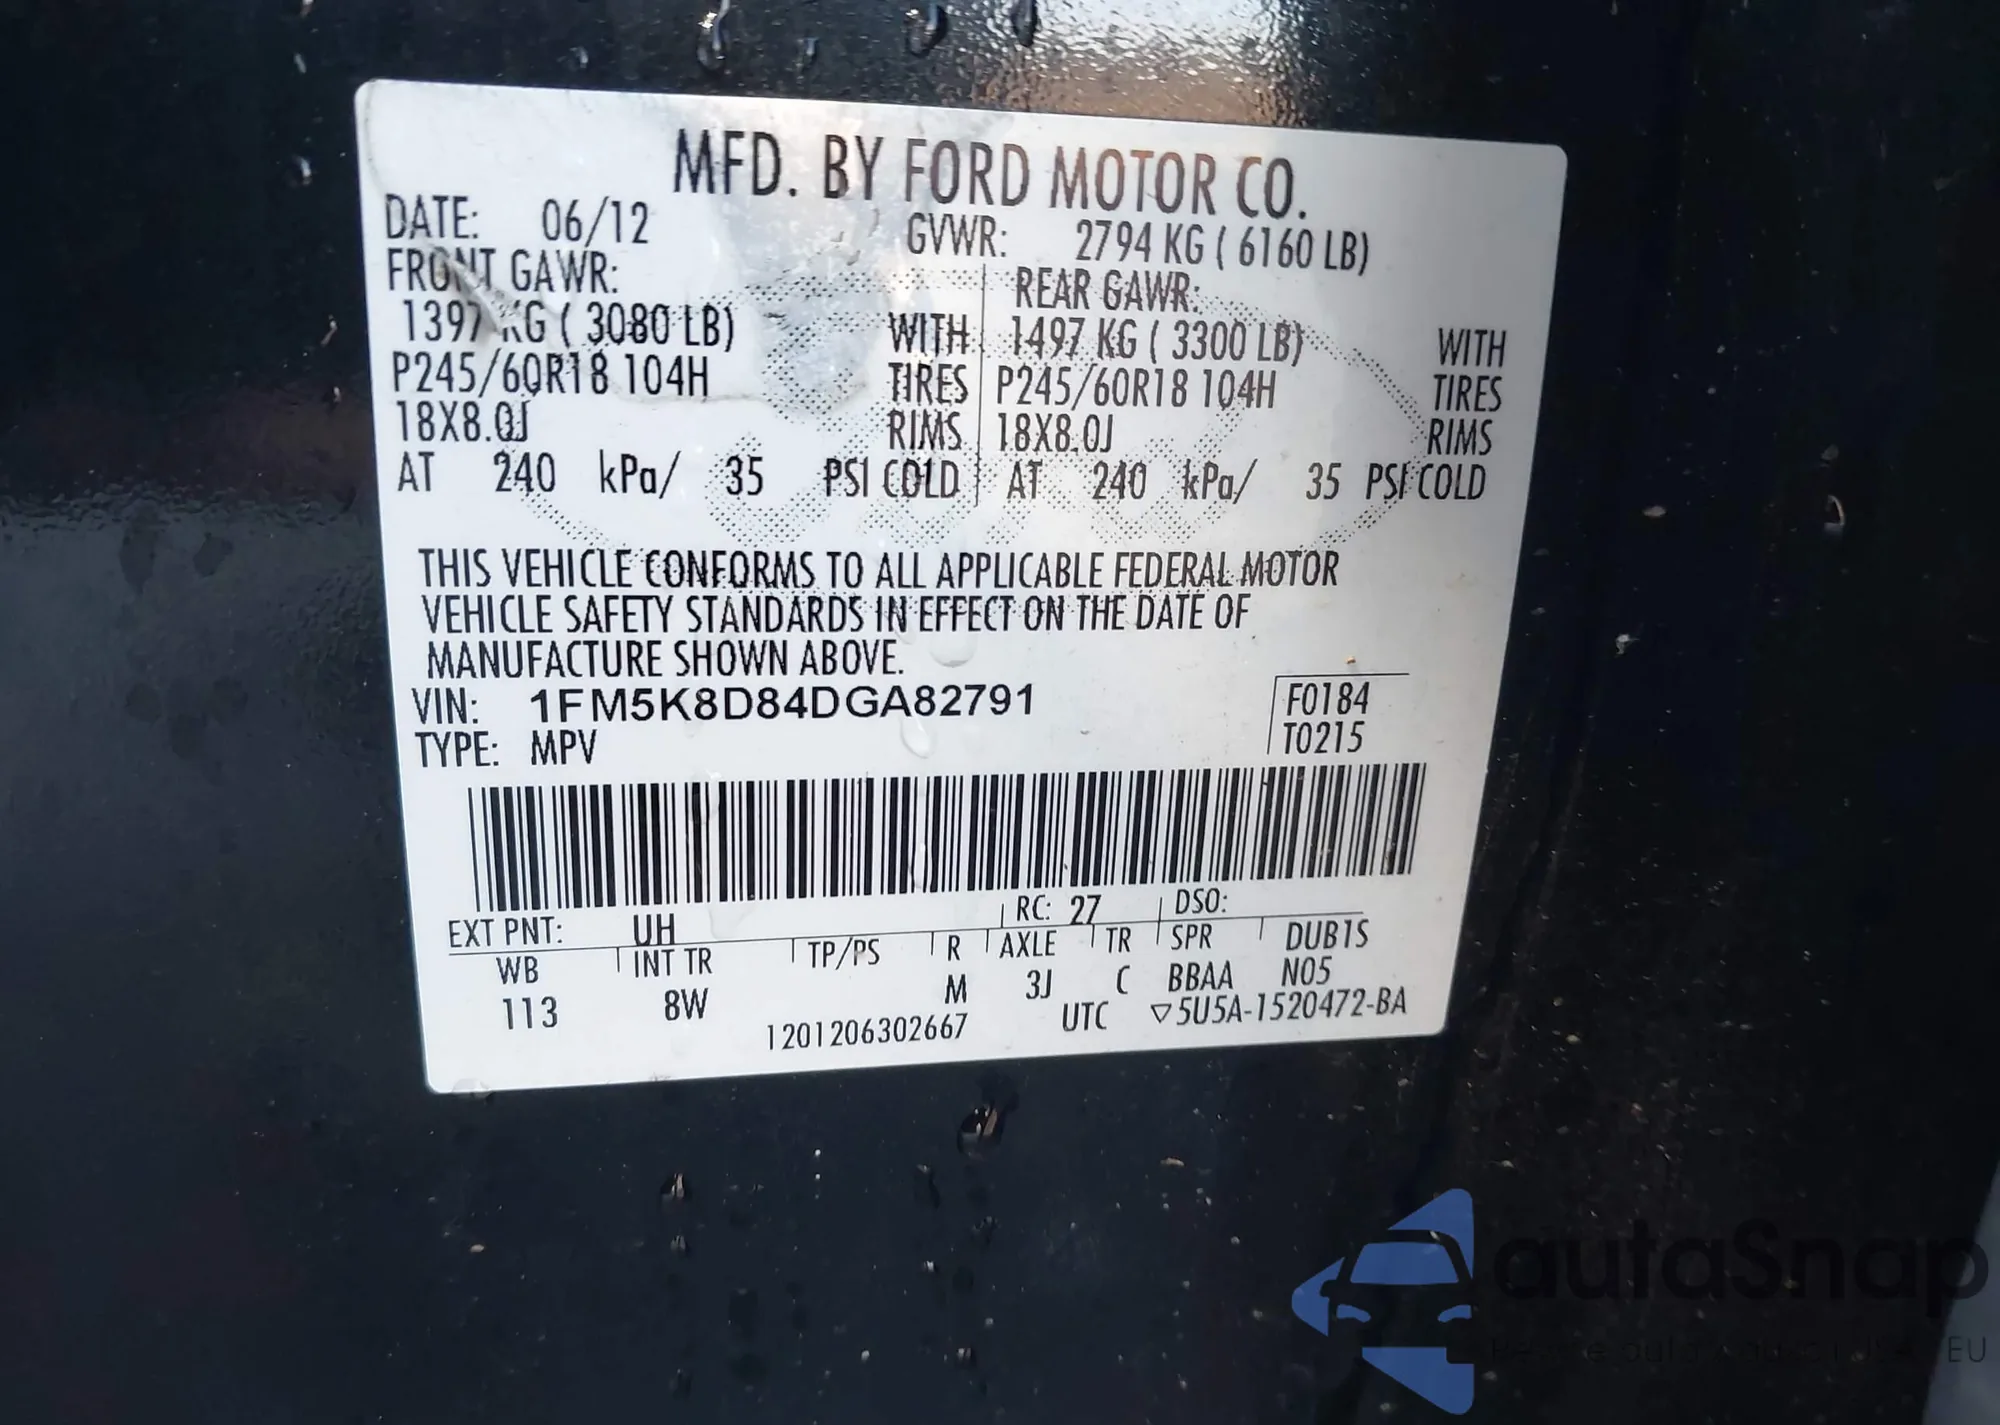 MFD. BY FORD MOTOR CO.
DATE: 06/12 GVWR: 2794 KG ( 6160 LB)
FRONT GAWR: REAR GAWR:
1397 KG ( 3080 LB) WITH 1497 KG ( 3300 LB) WITH
P245/60R18 104H TIRES P245/60R18 104H TIRES
18X8.0J RIMS 18X8.0J RIMS
AT 240 kPa/ 35 PSI COLD AT 240 kPa/ 35 PSI COLD
THIS VEHICLE CONFORMS TO ALL APPLICABLE FEDERAL MOTOR
VEHICLE SAFETY STANDARDS IN EFFECT ON THE DATE OF
MANUFACTURE SHOWN ABOVE.
VIN: 1FM5K8D84DGA82791 F0184
TYPE: MPV T0215
EXT PNT: UH RC: 27 DSO:
WB INT TR TP/PS R AXLE TR SPR DUB1S
113 8W M 3J C BBAA N05
1201206302667 UTC ▽5U5A-1520472-BA
autoSnap
EU